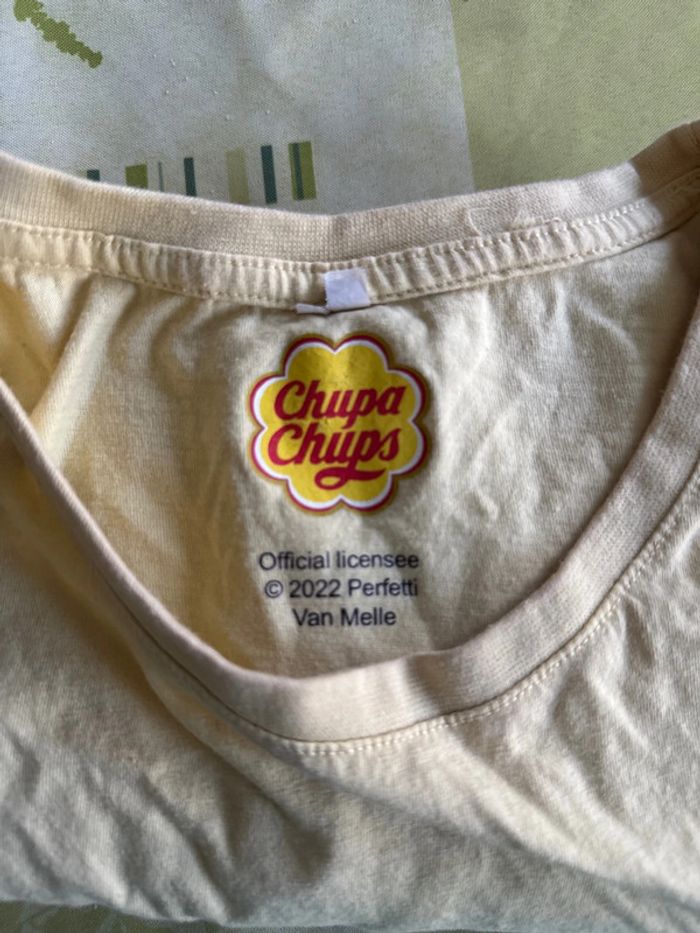 Chupa
Chups
Official licensee
© 2022 Perfetti
Van Melle